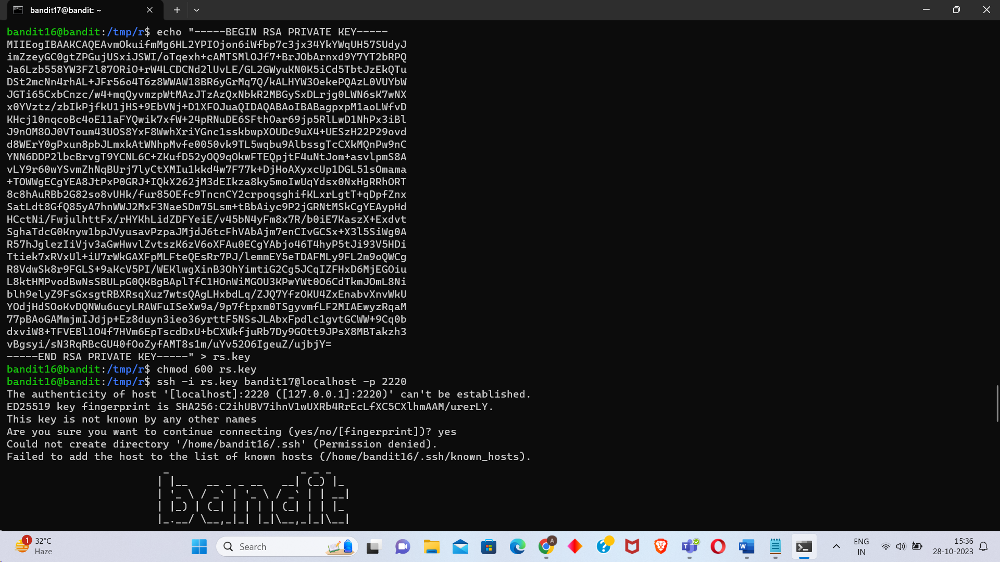 bandit17@bandit: ~
bandit16@bandit:/tmp/r$ echo "-----BEGIN RSA PRIVATE KEY-----
MIIEogIBAAKCAQEAvmOkuifmMg6HL2YPIOjon6iWfbp7c3jx34YkYWqUH57SUdyJ
imZzeyGC0gtZPGujUSxiJSWI/oTqexh+cAMTSMlOJf7+BrJObArnxd9Y7YT2bRPQ
Ja6Lzb558YW3FZl87ORiO+rW4LCDCNd2lUvLE/GL2GWyuKN0K5iCd5TbtJzEkQTu
DSt2mcNn4rhAL+JFr56o4T6z8WWAW18BR6yGrMq7Q/kALHYW3OekePQAzL0VUYbW
JGTi65CxbCnzc/w4+mqQyvmzpWtMAzJTzAzQxNbkR2MBGySxDLrjg0LWN6sK7wNX
x0YVztz/zbIkPjfkU1jHS+9EbVNj+D1XFOJuaQIDAQABAoIBABagpxpM1aoLWfvD
KHcj10nqcoBc4oE11aFYQwik7xfW+24pRNuDE6SFthOar69jp5RlLwD1NhPx3iBl
J9nOM8OJ0VToum43UOS8YxF8WwhXriYGnc1sskbwpXOUDc9uX4+UESzH22P29ovd
d8WErY0gPxun8pbJLmxkAtWNhpMvfe0050vk9TL5wqbu9AlbssgTcCXkMQnPw9nC
YNN6DDP2lbcBrvgT9YCNL6C+ZKufD52yOQ9qOkwFTEQpjtF4uNtJom+asvlpmS8A
vLY9r60wYSvmZhNqBUrj7lyCtXMIu1kkd4w7F77k+DjHoAXyxcUp1DGL51sOmama
+TOWWgECgYEA8JtPxP0GRJ+IQkX262jM3dEIkza8ky5moIwUqYdsx0NxHgRRhORT
8c8hAuRBb2G82so8vUHk/fur85OEfc9TncnCY2crpoqsghifKLxrLgtT+qDpfZnx
SatLdt8GfQ85yA7hnWWJ2MxF3NaeSDm75Lsm+tBbAiyc9P2jGRNtMSkCgYEAypHd
HCctNi/FwjulhttFx/rHYKhLidZDFYeiE/v45bN4yFm8x7R/b0iE7KaszX+Exdvt
SghaTdcG0Knyw1bpJVyusavPzpaJMjdJ6tcFhVAbAjm7enCIvGCSx+X3l5SiWg0A
R57hJglezIiVjv3aGwHwvlZvtszK6zV6oXFAu0ECgYAbjo46T4hyP5tJi93V5HDi
Ttiek7xRVxUl+iU7rWkGAXFpMLFteQEsRr7PJ/lemmEY5eTDAFMLy9FL2m9oQWCg
R8VdwSk8r9FGLS+9aKcV5PI/WEKlwgXinB3OhYimtiG2Cg5JCqIZFHxD6MjEGOiu
L8ktHMPvodBwNsSBULpG0QKBgBAplTfC1HOnWiMGOU3KPwYWt0O6CdTkmJOmL8Ni
blh9elyZ9FsGxsgtRBXRsqXuz7wtsQAgLHxbdLq/ZJQ7YfzOKU4ZxEnabvXnvWkU
YOdjHdSOoKvDQNWu6ucyLRAWFuISeXw9a/9p7ftpxm0TSgyvmfLF2MIAEwyzRqaM
77pBAoGAMmjmIJdjp+Ez8duyn3ieo36yrttF5NSsJLAbxFpdlc1gvtGCWW+9Cq0b
dxviW8+TFVEBl1O4f7HVm6EpTscdDxU+bCXWkfjuRb7Dy9GOtt9JPsX8MBTakzh3
vBgsyi/sN3RqRBcGU40fOoZyfAMT8s1m/uYv52O6IgeuZ/ujbjY=
-----END RSA PRIVATE KEY-----" > rs.key
bandit16@bandit:/tmp/r$ chmod 600 rs.key
bandit16@bandit:/tmp/r$ ssh -i rs.key bandit17@localhost -p 2220
The authenticity of host '[localhost]:2220 ([127.0.0.1]:2220)' can't be established.
ED25519 key fingerprint is SHA256:C2ihUBV7ihnV1wUXRb4RrEcLfXC5CXlhmAAM/urerLY.
This key is not known by any other names
Are you sure you want to continue connecting (yes/no/[fingerprint])? yes
Could not create directory '/home/bandit16/.ssh' (Permission denied).
Failed to add the host to the list of known hosts (/home/bandit16/.ssh/known_hosts).
bandit
1
32°C
Haze
Search
A
ENG
IN
15:36
28-10-2023